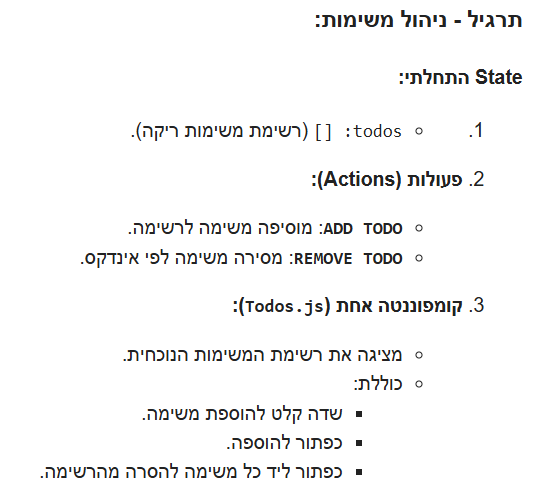 תרגיל - ניהול משימות:
State התחלתי:
1. ○ todos: [] (רשימת משימות ריקה).
2. פעולות (Actions):
○ ADD TODO: מוסיפה משימה לרשימה.
○ REMOVE TODO: מסירה משימה לפי אינדקס.
3. קומפוננטה אחת (Todos.js):
○ מציגה את רשימת המשימות הנוכחית.
○ כוללת:
■ שדה קלט להוספת משימה.
■ כפתור להוספה.
■ כפתור ליד כל משימה להסרה מהרשימה.